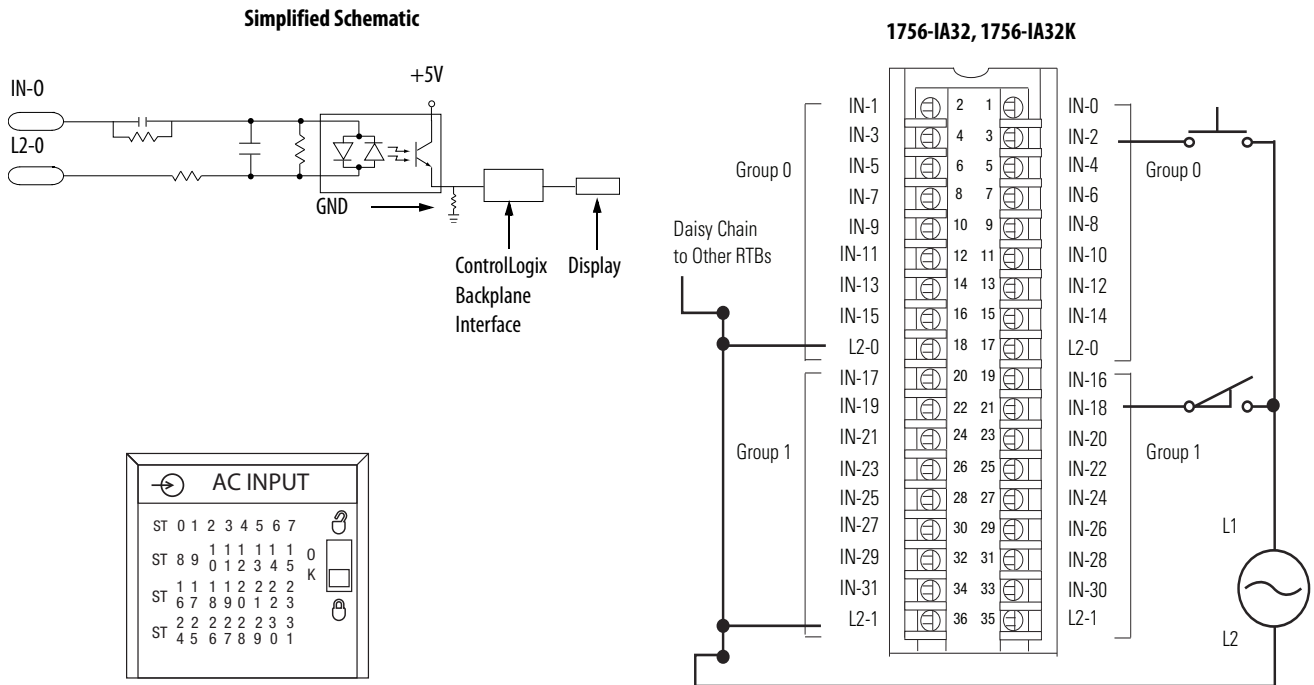 Simplified Schematic
IN-0
L2-0
+5V
GND
ControlLogix
Backplane
Interface
Display
AC INPUT
ST 0 1 2 3 4 5 6 7
ST 8 9 10 11 12 13 14 15
ST 16 17 18 19 20 21 22 23
ST 24 25 26 27 28 29 30 31
O
K
1756-IA32, 1756-IA32K
Group 0
Daisy Chain
to Other RTBs
Group 1
IN-1 2 1 IN-0
IN-3 4 3 IN-2
IN-5 6 5 IN-4
IN-7 8 7 IN-6
IN-9 10 9 IN-8
IN-11 12 11 IN-10
IN-13 14 13 IN-12
IN-15 16 15 IN-14
L2-0 18 17 L2-0
IN-17 20 19 IN-16
IN-19 22 21 IN-18
IN-21 24 23 IN-20
IN-23 26 25 IN-22
IN-25 28 27 IN-24
IN-27 30 29 IN-26
IN-29 32 31 IN-28
IN-31 34 33 IN-30
L2-1 36 35 L2-1
Group 0
Group 1
L1
L2